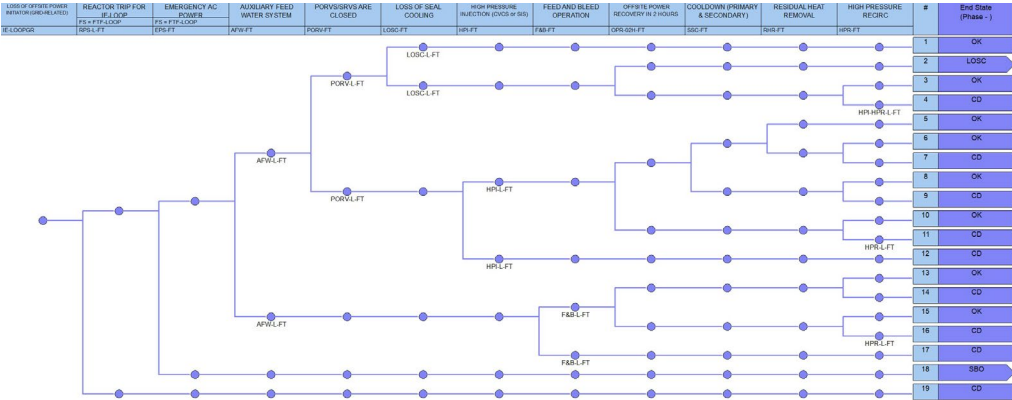 LOSS OF OFFSITE POWER INITIATOR (GRID-RELATED)
REACTOR TRIP FOR IE-LOOP
EMERGENCY AC POWER
AUXILIARY FEED WATER SYSTEM
PORVS/SRVS ARE CLOSED
LOSS OF SEAL COOLING
HIGH PRESSURE INJECTION (CVCS or SIS)
FEED AND BLEED OPERATION
OFFSITE POWER RECOVERY IN 2 HOURS
COOLDOWN (PRIMARY & SECONDARY)
RESIDUAL HEAT REMOVAL
HIGH PRESSURE RECIRC
#
End State (Phase - )
FS = FTF-LOOP
FS = FTF-LOOP
IE-LOOPGR
RPS-L-FT
EPS-FT
AFW-FT
PORV-FT
LOSC-FT
HPI-FT
F&B-FT
OPR-02H-FT
SSC-FT
RHR-FT
HPR-FT
1 OK
LOSC-L-FT
2 LOSC
3 OK
PORV-L-FT
LOSC-L-FT
4 CD
HPI-HPR-L-FT
5 OK
6 OK
AFW-L-FT
7 CD
8 OK
PORV-L-FT
HPI-L-FT
9 CD
10 OK
11 CD
HPR-L-FT
12 CD
HPI-L-FT
13 OK
14 CD
F&B-L-FT
15 OK
AFW-L-FT
16 CD
HPR-L-FT
17 CD
F&B-L-FT
18 SBO
19 CD